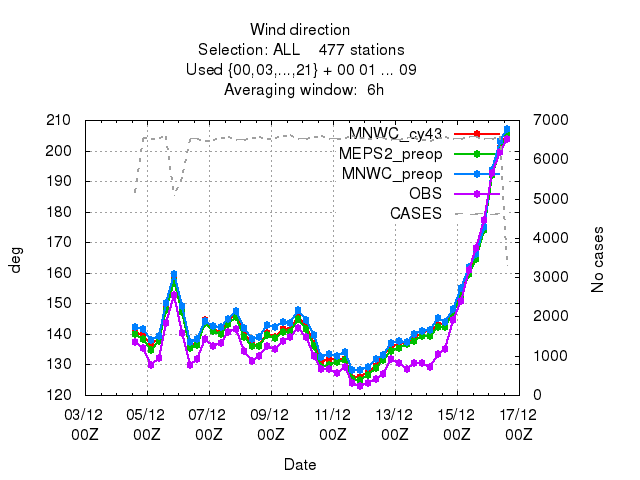 Wind direction
Selection: ALL    477 stations
Used {00,03,...,21} + 00 01 ... 09
Averaging window:  6h
210
200
190
180
170
160
150
140
130
120
deg
7000
6000
5000
4000
3000
2000
1000
0
No cases
MNWC_cy43
MEPS2_preop
MNWC_preop
OBS
CASES
03/12 05/12 07/12 09/12 11/12 13/12 15/12 17/12
00Z 00Z 00Z 00Z 00Z 00Z 00Z 00Z
Date